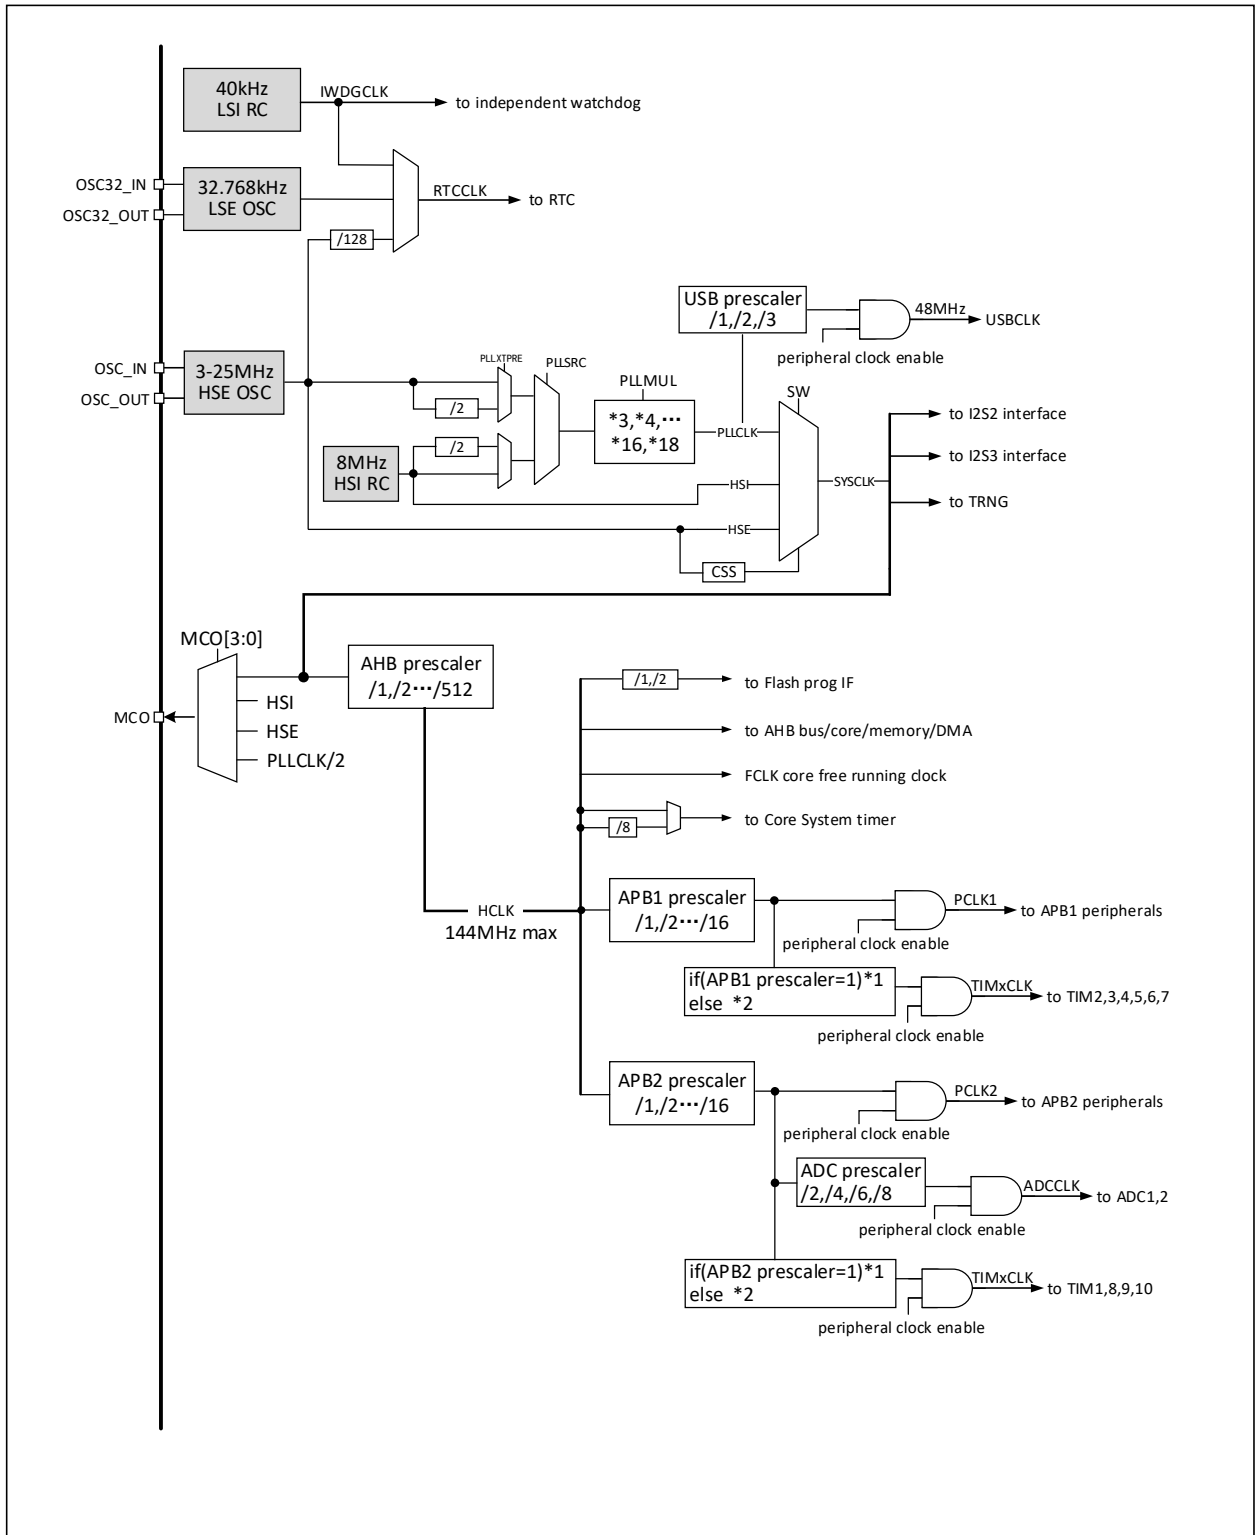 40kHz
LSI RC
IWDGCLK
to independent watchdog
OSC32_IN
OSC32_OUT
32.768kHz
LSE OSC
RTCCLK
to RTC
/128
USB prescaler
/1,/2,/3
48MHz
USBCLK
peripheral clock enable
OSC_IN
OSC_OUT
3-25MHz
HSE OSC
PLLXTPRE
PLLSRC
/2
PLLMUL
*3,*4,⋯
*16,*18
PLLCLK
SW
/2
8MHz
HSI RC
HSI
HSE
CSS
SYSCLK
to I2S2 interface
to I2S3 interface
to TRNG
MCO[3:0]
MCO
HSI
HSE
PLLCLK/2
AHB prescaler
/1,/2⋯/512
/1,/2
to Flash prog IF
to AHB bus/core/memory/DMA
FCLK core free running clock
/8
to Core System timer
HCLK
144MHz max
APB1 prescaler
/1,/2⋯/16
PCLK1
to APB1 peripherals
peripheral clock enable
if(APB1 prescaler=1)*1
else *2
TIMxCLK
to TIM2,3,4,5,6,7
peripheral clock enable
APB2 prescaler
/1,/2⋯/16
PCLK2
to APB2 peripherals
peripheral clock enable
ADC prescaler
/2,/4,/6,/8
ADCCLK
to ADC1,2
peripheral clock enable
if(APB2 prescaler=1)*1
else *2
TIMxCLK
to TIM1,8,9,10
peripheral clock enable